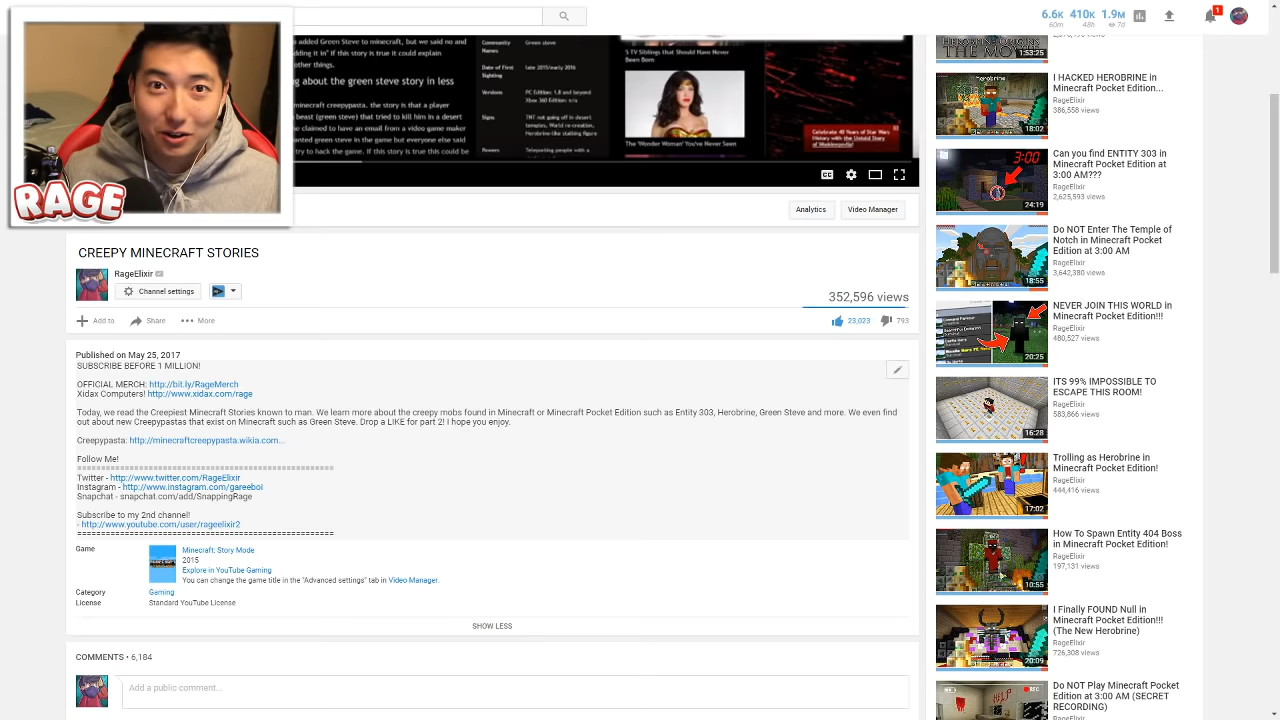 6.6K 410K 1.9M
60m 48h 7d
1
RAGE
added Green Steve to minecraft, but we said no and
dding it in" If this story is true it could explain
other things.
g about the green steve story in less
minecraft creepypasta. the story is that a player
beast (green steve) that tried to kill him in a desert
e claimed to have an email from a video game maker
anted green steve in the game but everyone else said
try to hack the game. If this story is true this could be
Community
Names
Green steve
Date of First
Sighting
late 2015/early 2016
Versions
PC Edition: 1.8 and beyond
Xbox 360 Edition: n/a
Signs
TNT not going off in desert
temples, World re-creation,
Herobrine-like stalking figure
Powers
Teleporting people with a
5 TV Siblings that Should Have Never
Been Born
The 'Wonder Woman' You've Never Seen
Celebrate 40 Years of Star Wars
History with the Untold Story
of Wookieepedia!
CC
Analytics
Video Manager
CREEPY MINECRAFT STORIES
RageElixir
Channel settings
352,596 views
Add to
Share
More
23,023
793
Published on May 25, 2017
SUBSCRIBE BEFORE 1 MILLION!
OFFICIAL MERCH: http://bit.ly/RageMerch
Xidax Computers! http://www.xidax.com/rage
Today, we read the Creepiest Minecraft Stories known to man. We learn more about the creepy mobs found in Minecraft or Minecraft Pocket Edition such as Entity 303, Herobrine, Green Steve and more. We even find
out about new Creepypastas that exist on Minecraft such as Green Steve. Drop a LIKE for part 2! I hope you enjoy.
Creepypasta: http://minecraftcreepypasta.wikia.com...
Follow Me!
Twitter - http://www.twitter.com/RageElixir
Instagram - http://www.instagram.com/gareeboi
Snapchat - snapchat.com/add/SnappingRage
Subscribe to my 2nd channel!
- http://www.youtube.com/user/rageelixir2
Game
Minecraft: Story Mode
2015
Explore in YouTube Gaming
You can change the game title in the "Advanced settings" tab in Video Manager.
Category
Gaming
License
Standard YouTube License
SHOW LESS
COMMENTS • 6,184
Add a public comment...
THE MOVIE
1:53:25
Herobrine
18:02
I HACKED HEROBRINE in
Minecraft Pocket Edition...
RageElixir
386,558 views
3:00
24:19
Can you find ENTITY 303 in
Minecraft Pocket Edition at
3:00 AM???
RageElixir
2,625,593 views
18:55
Do NOT Enter The Temple of
Notch in Minecraft Pocket
Edition at 3:00 AM
RageElixir
3,642,380 views
20:25
NEVER JOIN THIS WORLD in
Minecraft Pocket Edition!!!
RageElixir
480,527 views
16:28
ITS 99% IMPOSSIBLE TO
ESCAPE THIS ROOM!
RageElixir
583,866 views
17:02
Trolling as Herobrine in
Minecraft Pocket Edition!
RageElixir
444,416 views
10:55
How To Spawn Entity 404 Boss
in Minecraft Pocket Edition!
RageElixir
197,131 views
20:09
I Finally FOUND Null in
Minecraft Pocket Edition!!!
(The New Herobrine)
RageElixir
726,308 views
REC
HELP
Do NOT Play Minecraft Pocket
Edition at 3:00 AM (SECRET
RECORDING)